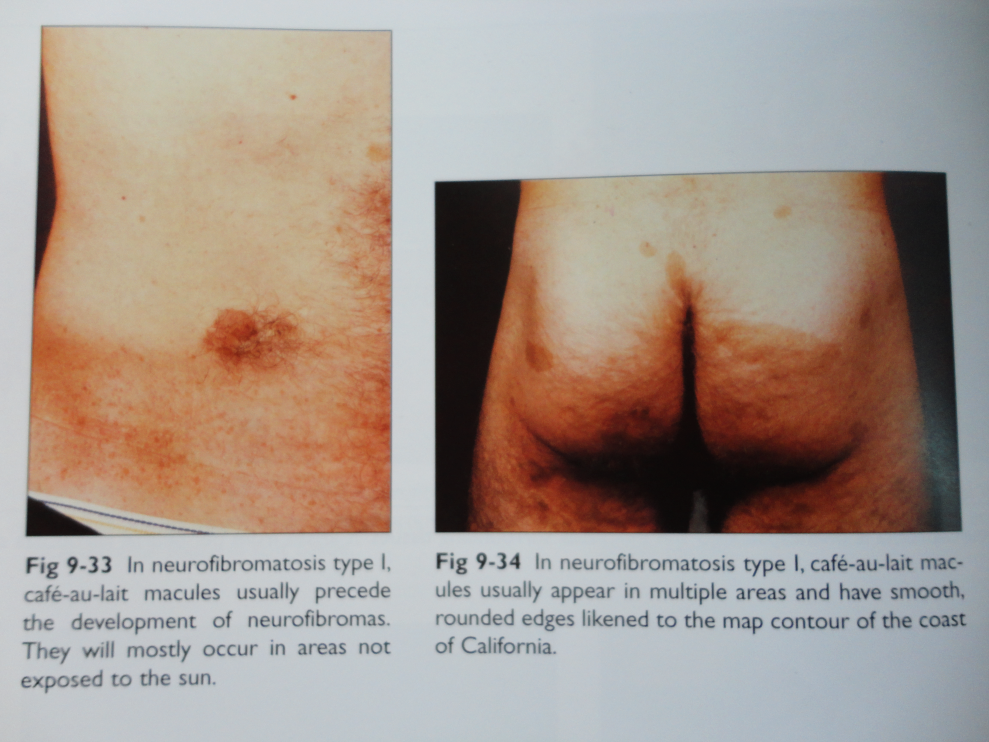 Fig 9-33 In neurofibromatosis type I,
café-au-lait macules usually precede
the development of neurofibromas.
They will mostly occur in areas not
exposed to the sun.
Fig 9-34 In neurofibromatosis type I, café-au-lait mac-
ules usually appear in multiple areas and have smooth,
rounded edges likened to the map contour of the coast
of California.